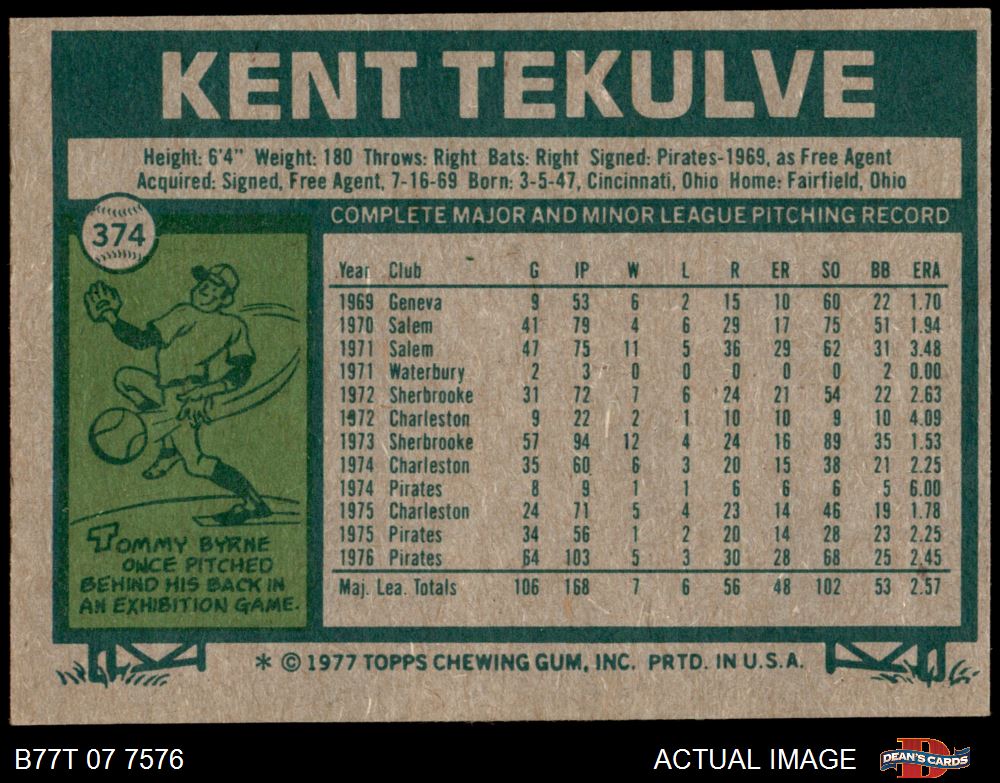 KENT TEKULVE
Height: 6'4" Weight: 180 Throws: Right Bats: Right Signed: Pirates-1969, as Free Agent
Acquired: Signed, Free Agent, 7-16-69 Born: 3-5-47, Cincinnati, Ohio Home: Fairfield, Ohio
374
COMPLETE MAJOR AND MINOR LEAGUE PITCHING RECORD
Year Club G IP W L R ER SO BB ERA
1969 Geneva 9 53 6 2 15 10 60 22 1.70
1970 Salem 41 79 4 6 29 17 75 51 1.94
1971 Salem 47 75 11 5 36 29 62 31 3.48
1971 Waterbury 2 3 0 0 0 0 0 2 0.00
1972 Sherbrooke 31 72 7 6 24 21 54 22 2.63
1972 Charleston 9 22 2 1 10 10 9 10 4.09
1973 Sherbrooke 57 94 12 4 24 16 89 35 1.53
1974 Charleston 35 60 6 3 20 15 38 21 2.25
1974 Pirates 8 9 1 1 6 6 6 5 6.00
1975 Charleston 24 71 5 4 23 14 46 19 1.78
1975 Pirates 34 56 1 2 20 14 28 23 2.25
1976 Pirates 64 103 5 3 30 28 68 25 2.45
Maj. Lea. Totals 106 168 7 6 56 48 102 53 2.57
TOMMY BYRNE
ONCE PITCHED
BEHIND HIS BACK IN
AN EXHIBITION GAME.
* © 1977 TOPPS CHEWING GUM, INC. PRTD. IN U.S.A.
B77T 07 7576
ACTUAL IMAGE
D
DEAN'S CARDS